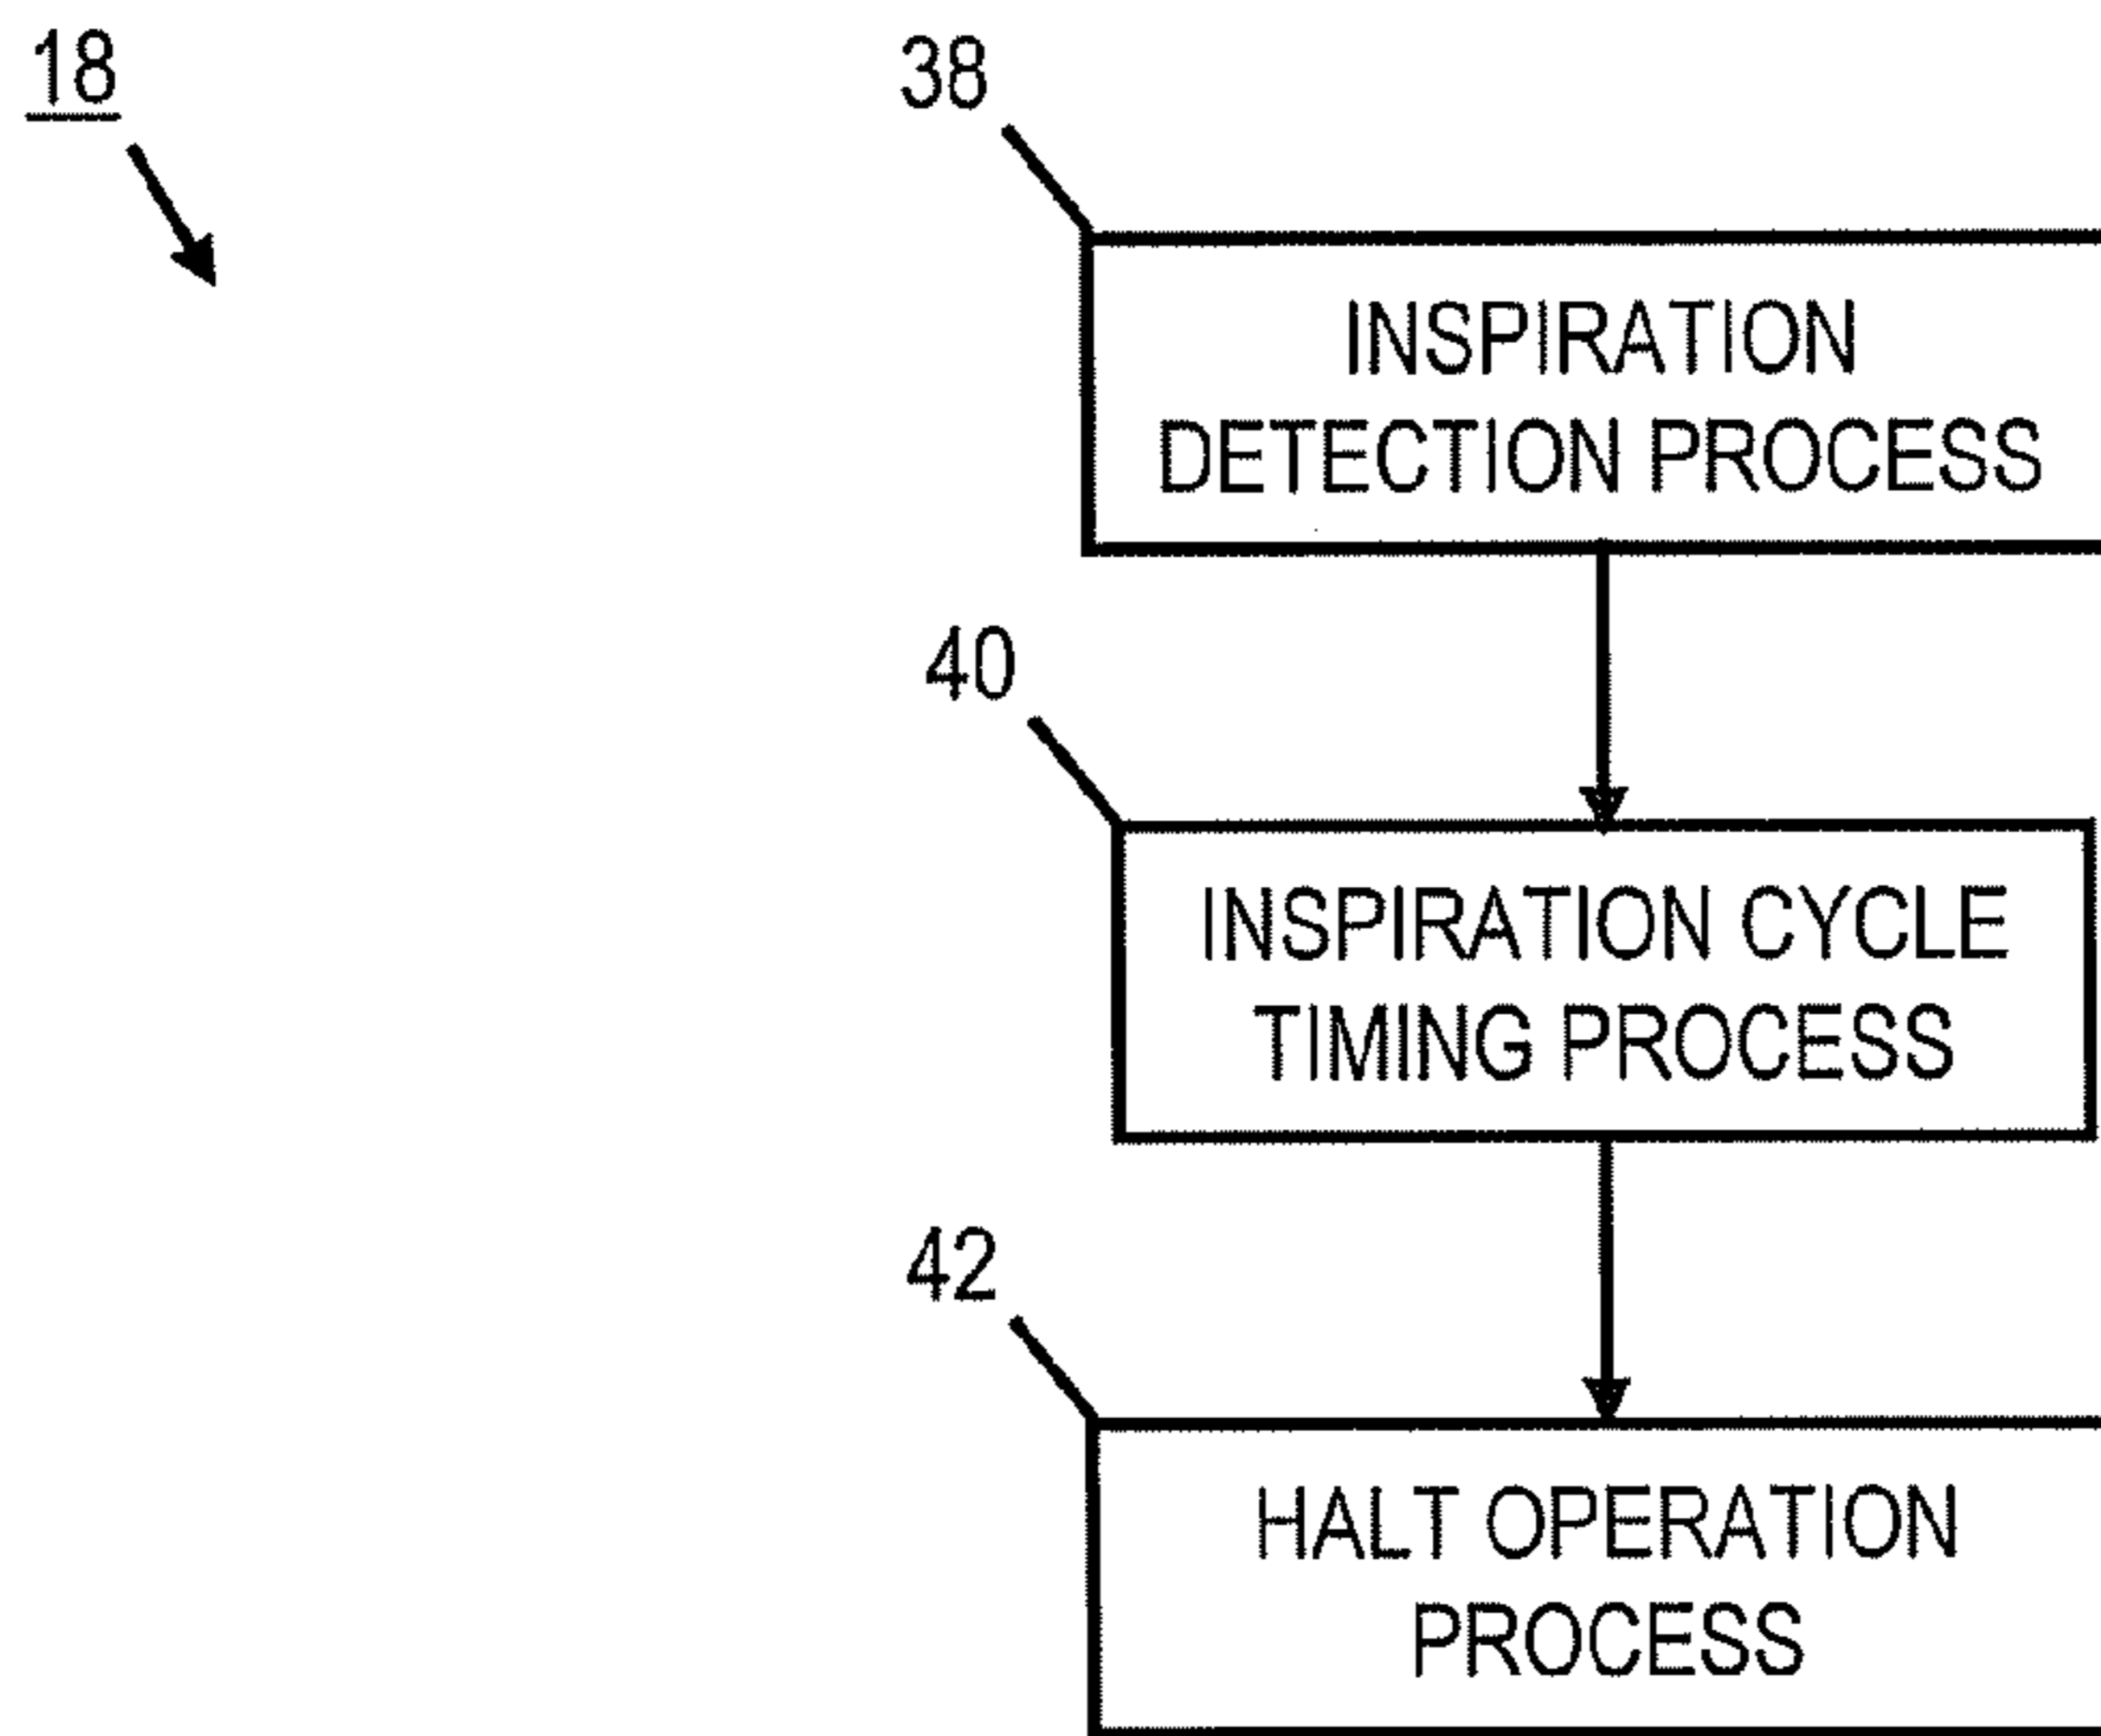 18
38
INSPIRATION
DETECTION PROCESS
40
INSPIRATION CYCLE
TIMING PROCESS
42
HALT OPERATION
PROCESS